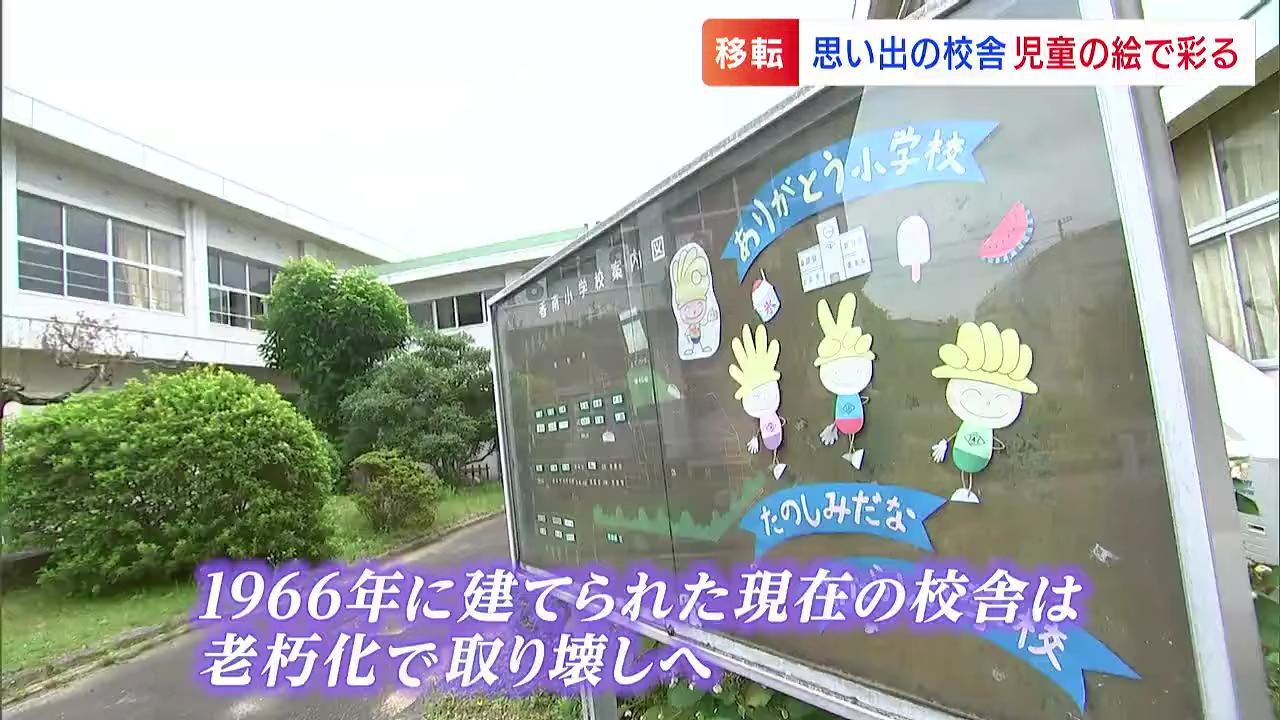 移転
思い出の校舎 児童の絵で彩る
ありがとう小学校
香南小学校案内図
たのしみだな
校
1966年に建てられた現在の校舎は
老朽化で取り壊しへ